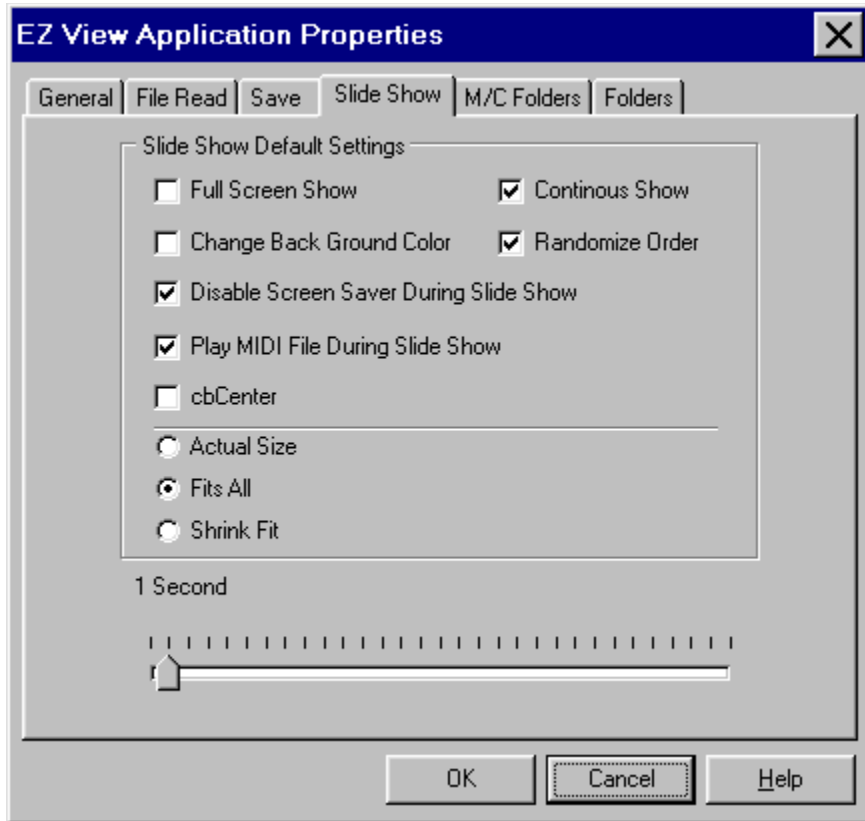 EZ View Application Properties
General File Read Save Slide Show M/C Folders Folders
Slide Show Default Settings
Full Screen Show Continous Show
Change Back Ground Color Randomize Order
Disable Screen Saver During Slide Show
Play MIDI File During Slide Show
cbCenter
Actual Size
Fits All
Shrink Fit
1 Second
OK Cancel Help